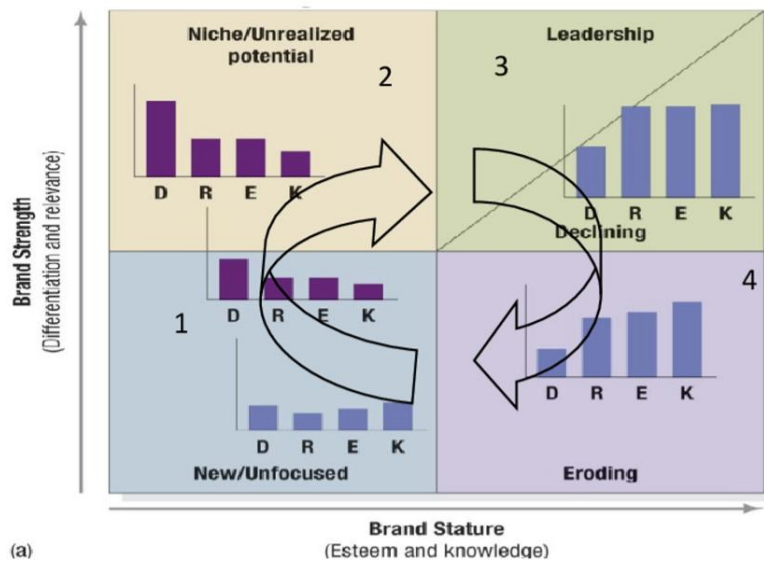 Niche/Unrealized
potential
2
D R E K
Leadership
3
D R E K
Declining
D R E K
1
D R E K
New/Unfocused
4
D R E K
Eroding
Brand Strength
(Differentiation and relevance)
Brand Stature
(Esteem and knowledge)
(a)